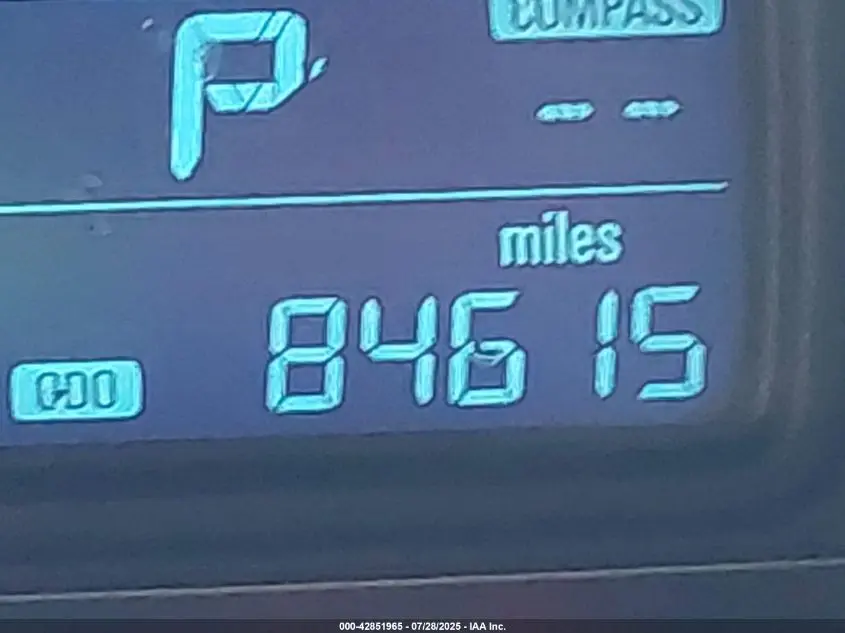 P COMPASS
--
miles
ODO 84615
000-42851965 - 07/28/2025 - IAA Inc.